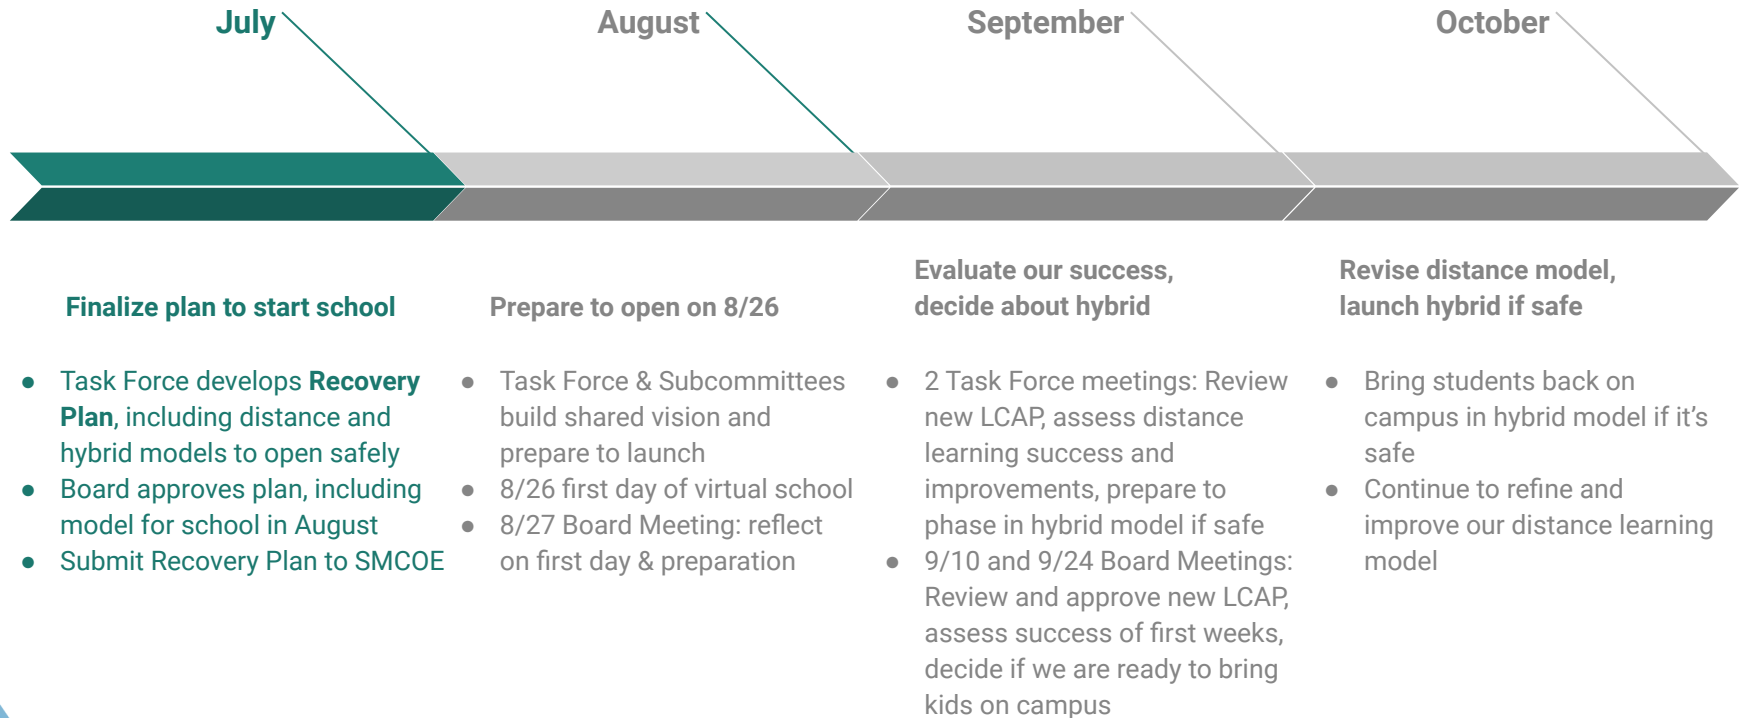 July
August
September
October
Finalize plan to start school
● Task Force develops Recovery
Plan, including distance and
hybrid models to open safely
● Board approves plan, including
model for school in August
● Submit Recovery Plan to SMCOE
Prepare to open on 8/26
● Task Force & Subcommittees
build shared vision and
prepare to launch
● 8/26 first day of virtual school
● 8/27 Board Meeting: reflect
on first day & preparation
Evaluate our success,
decide about hybrid
● 2 Task Force meetings: Review
new LCAP, assess distance
learning success and
improvements, prepare to
phase in hybrid model if safe
● 9/10 and 9/24 Board Meetings:
Review and approve new LCAP,
assess success of first weeks,
decide if we are ready to bring
kids on campus
Revise distance model,
launch hybrid if safe
● Bring students back on
campus in hybrid model if it's
safe
● Continue to refine and
improve our distance learning
model